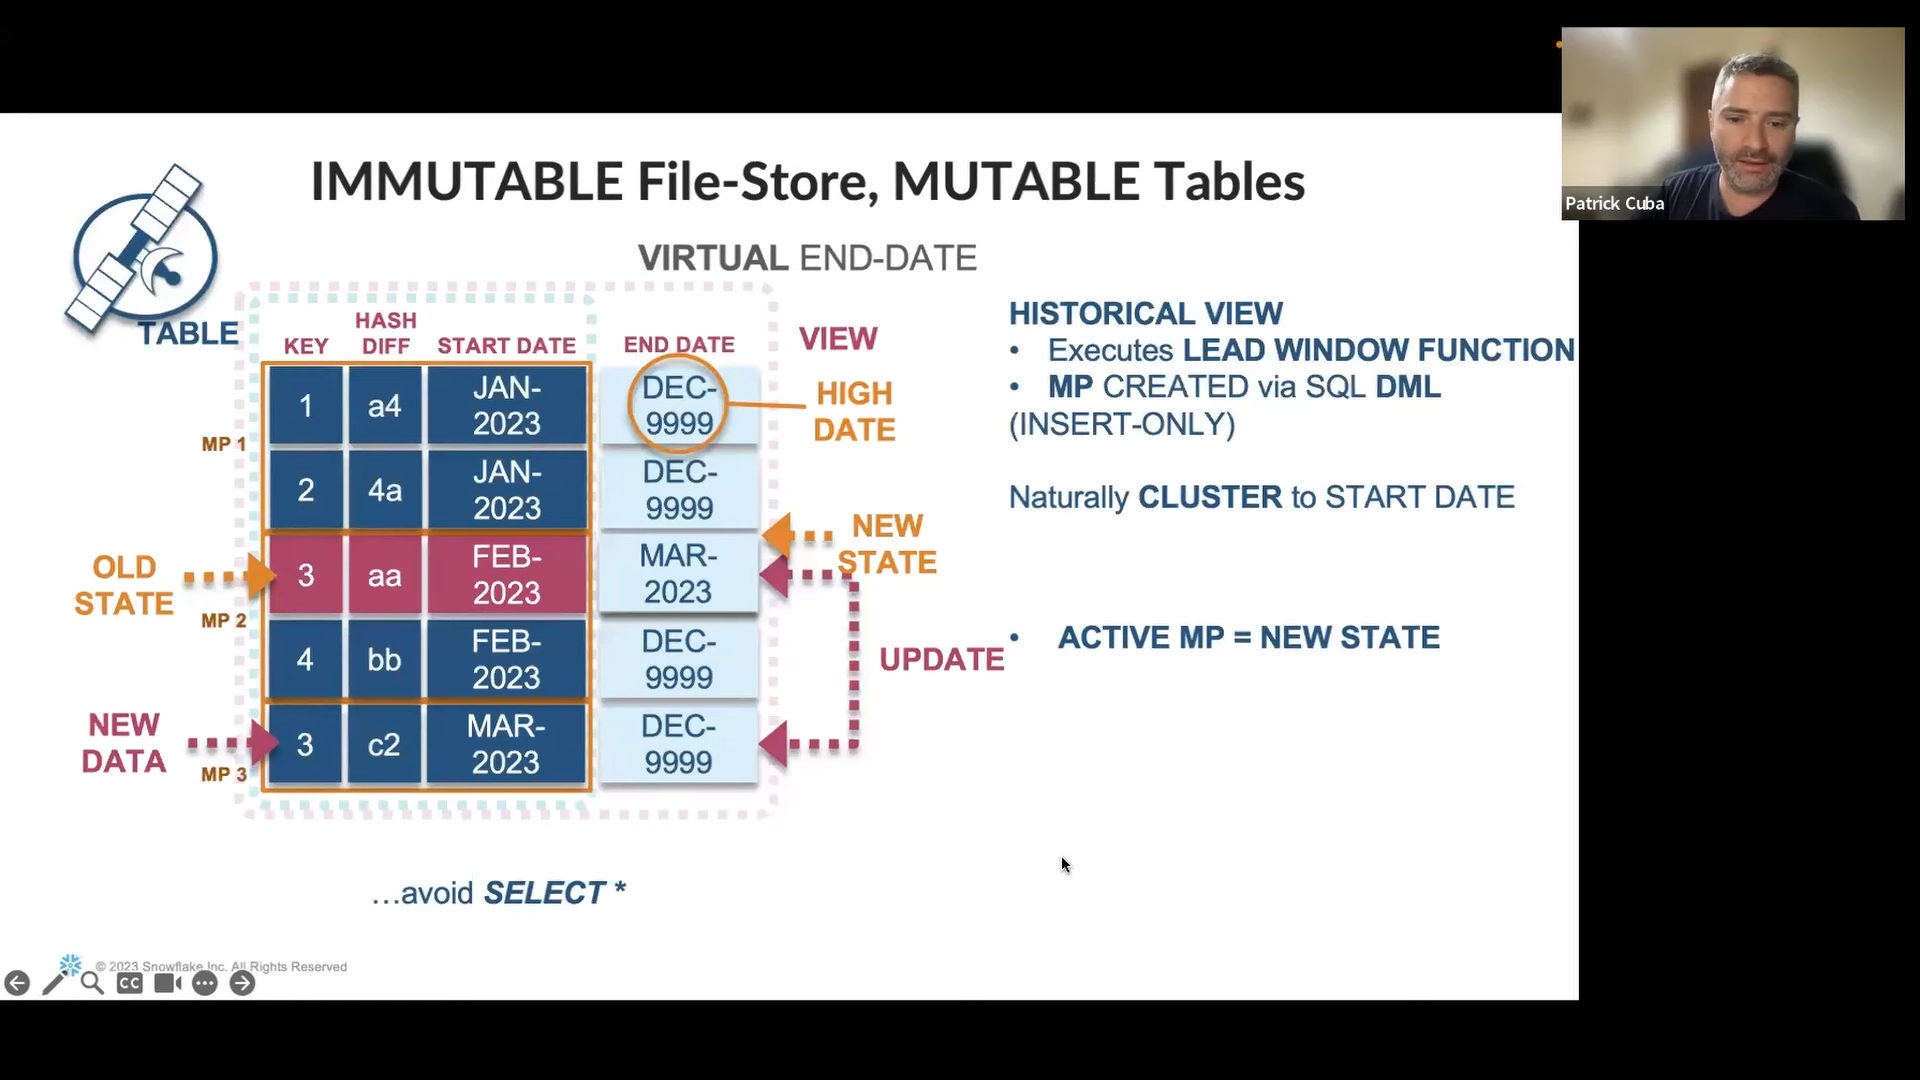 Patrick Cuba
IMMUTABLE File-Store, MUTABLE Tables
VIRTUAL END-DATE
TABLE
KEY
HASH
DIFF
START DATE
END DATE
VIEW
1
a4
JAN-
2023
DEC-
9999
HIGH
DATE
MP 1
2
4a
JAN-
2023
DEC-
9999
OLD
STATE
3
aa
FEB-
2023
MAR-
2023
NEW
STATE
MP 2
4
bb
FEB-
2023
DEC-
9999
UPDATE
NEW
DATA
3
c2
MAR-
2023
DEC-
9999
MP 3
HISTORICAL VIEW
• Executes LEAD WINDOW FUNCTION
• MP CREATED via SQL DML
(INSERT-ONLY)
Naturally CLUSTER to START DATE
• ACTIVE MP = NEW STATE
...avoid SELECT *
© 2023 Snowflake Inc. All Rights Reserved
CC